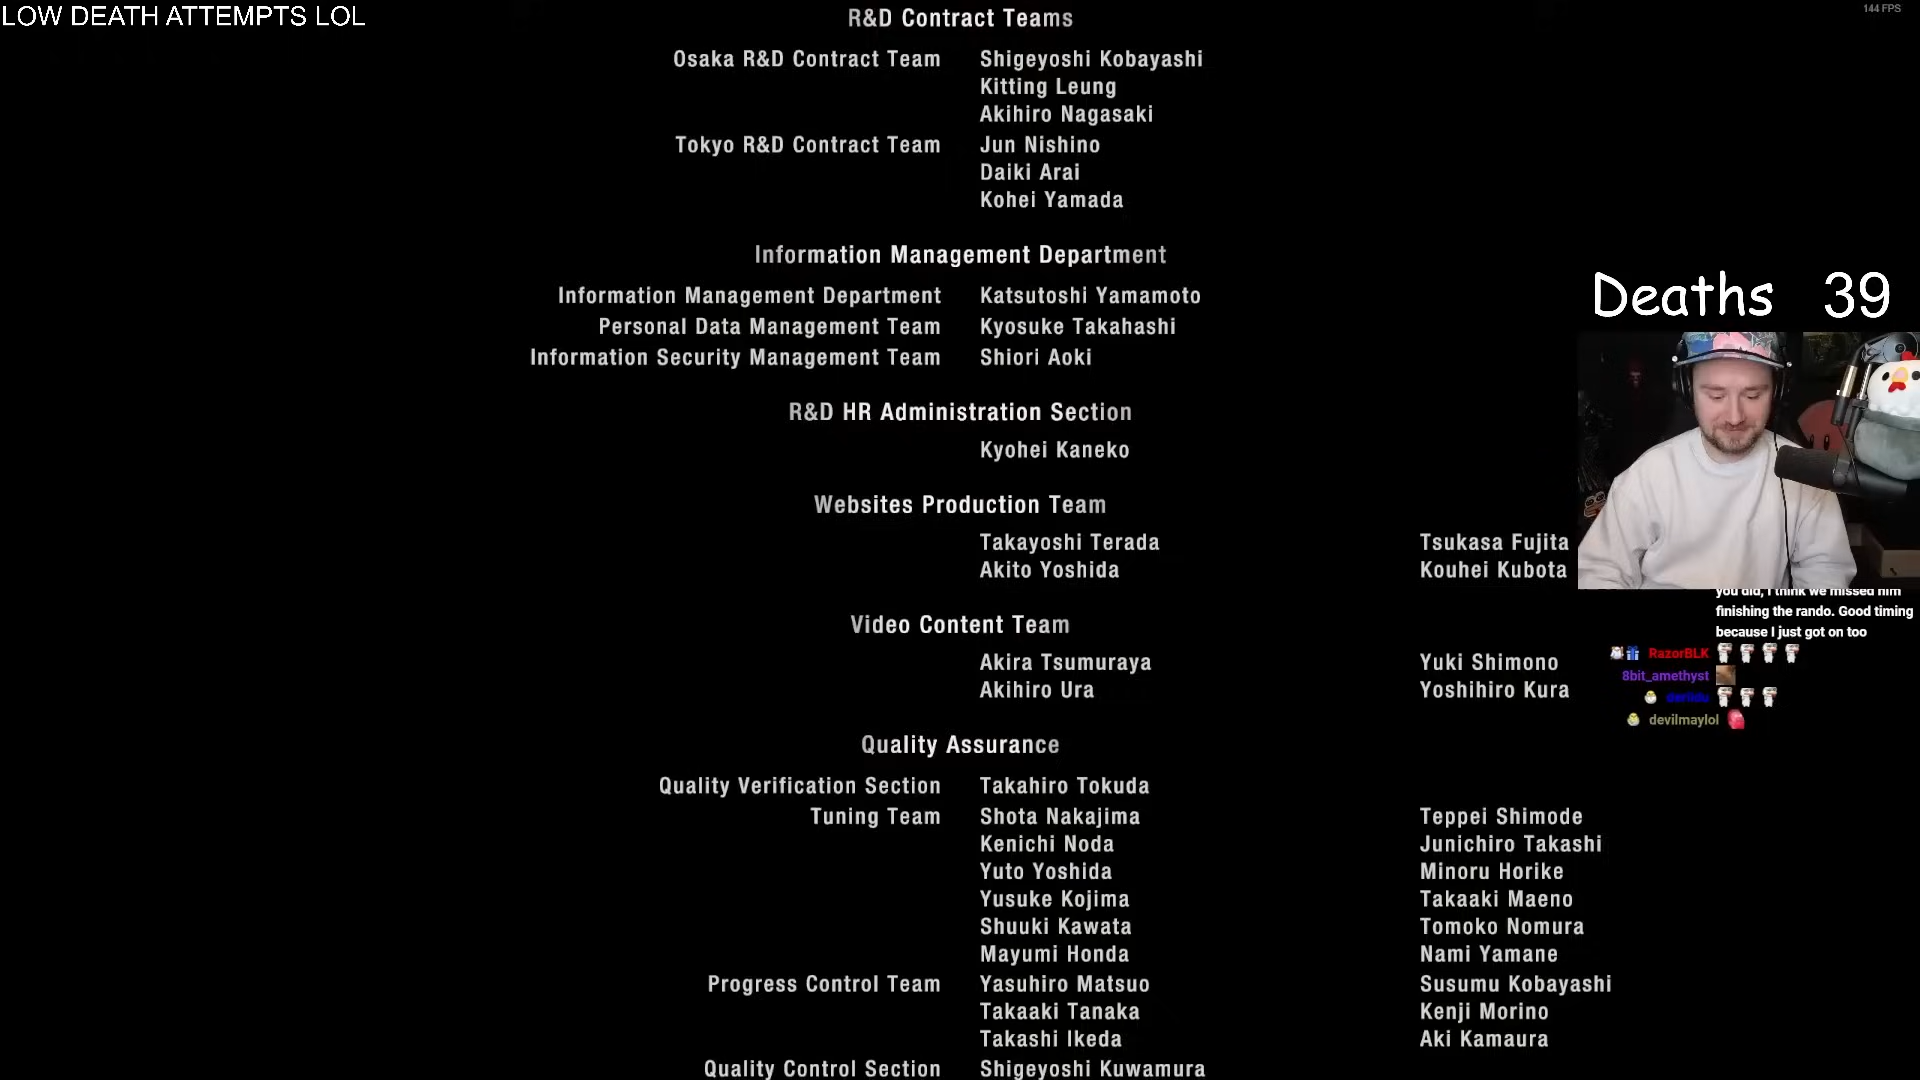 LOW DEATH ATTEMPTS LOL
144 FPS
R&D Contract Teams
Osaka R&D Contract Team Shigeyoshi Kobayashi
Kitting Leung
Akihiro Nagasaki
Tokyo R&D Contract Team Jun Nishino
Daiki Arai
Kohei Yamada
Information Management Department
Information Management Department Katsutoshi Yamamoto
Personal Data Management Team Kyosuke Takahashi
Information Security Management Team Shiori Aoki
R&D HR Administration Section
Kyohei Kaneko
Websites Production Team
Takayoshi Terada Tsukasa Fujita
Akito Yoshida Kouhei Kubota
Video Content Team
Akira Tsumuraya Yuki Shimono
Akihiro Ura Yoshihiro Kura
Quality Assurance
Quality Verification Section Takahiro Tokuda
Tuning Team Shota Nakajima Teppei Shimode
Kenichi Noda Junichiro Takashi
Yuto Yoshida Minoru Horike
Yusuke Kojima Takaaki Maeno
Shuuki Kawata Tomoko Nomura
Mayumi Honda Nami Yamane
Progress Control Team Yasuhiro Matsuo Susumu Kobayashi
Takaaki Tanaka Kenji Morino
Takashi Ikeda Aki Kamaura
Quality Control Section Shigeyoshi Kuwamura
Deaths 39
you did, I think we missed him
finishing the rando. Good timing
because I just got on too
RazorBLK
8bit_amethyst
devilmaylol